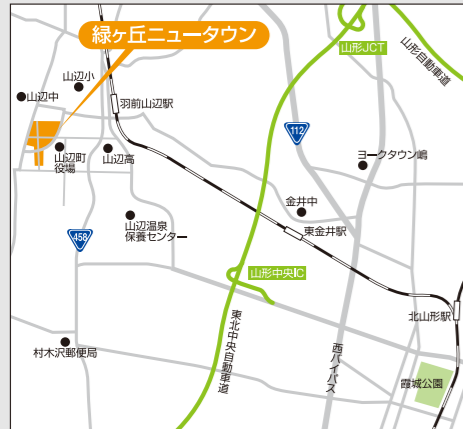 緑ヶ丘ニュータウン
山形JCT
山形自動車道
山辺小
山辺中
羽前山辺駅
112
ヨークタウン嶋
山辺町
役場
山辺高
金井中
山辺温泉
保養センター
東金井駅
458
山形中央IC
北山形駅
東北中央自動車道
西バイパス
村木沢郵便局
霞城公園